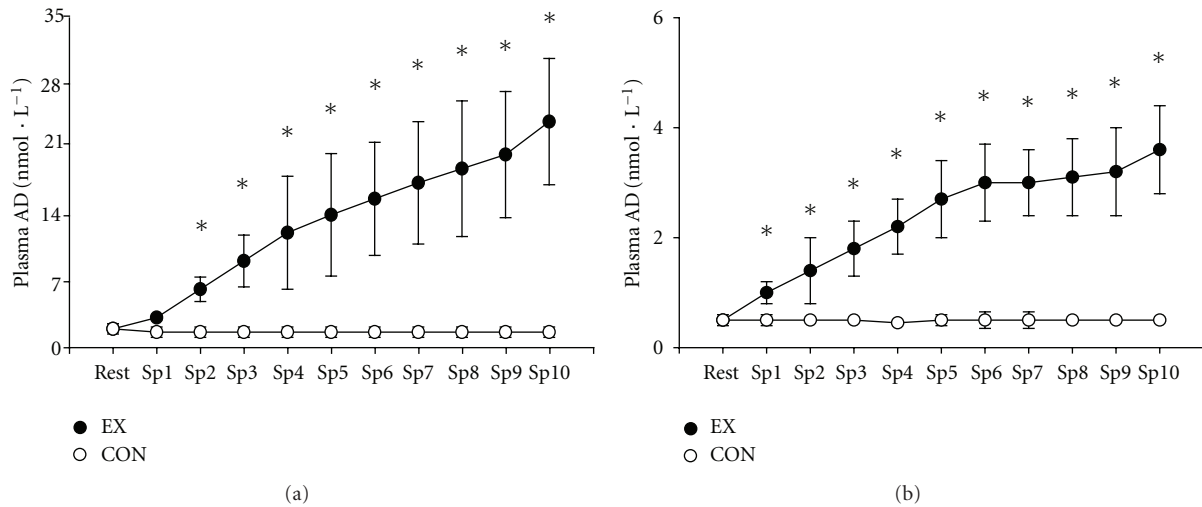 35
28
21
14
7
0
Plasma AD (nmol · L⁻¹)
* * * * * * * * *
Rest Sp1 Sp2 Sp3 Sp4 Sp5 Sp6 Sp7 Sp8 Sp9 Sp10
EX
CON
(a)
6
4
2
0
Plasma AD (nmol · L⁻¹)
* * * * * * * * * *
Rest Sp1 Sp2 Sp3 Sp4 Sp5 Sp6 Sp7 Sp8 Sp9 Sp10
EX
CON
(b)